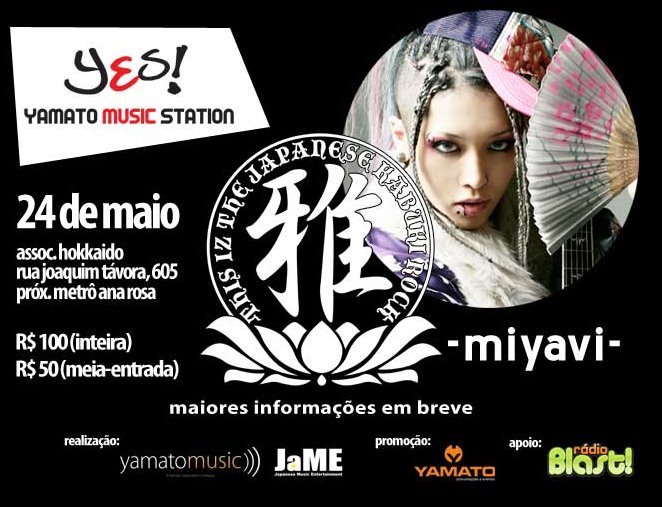 yes!
YAMATO MUSIC STATION
THIS IZ THE JAPANESE KABUKI ROCK
雅
24 de maio
assoc. hokkaido
rua joaquim távora, 605
próx. metrô ana rosa
R$ 100 (inteira)
R$ 50 (meia-entrada)
-miyavi-
maiores informações em breve
realização:
yamatomusic)))
JaME
Japanese Music Entertainment
promoção:
YAMATO
comunicações e eventos
apoio:
rádio
Blast!